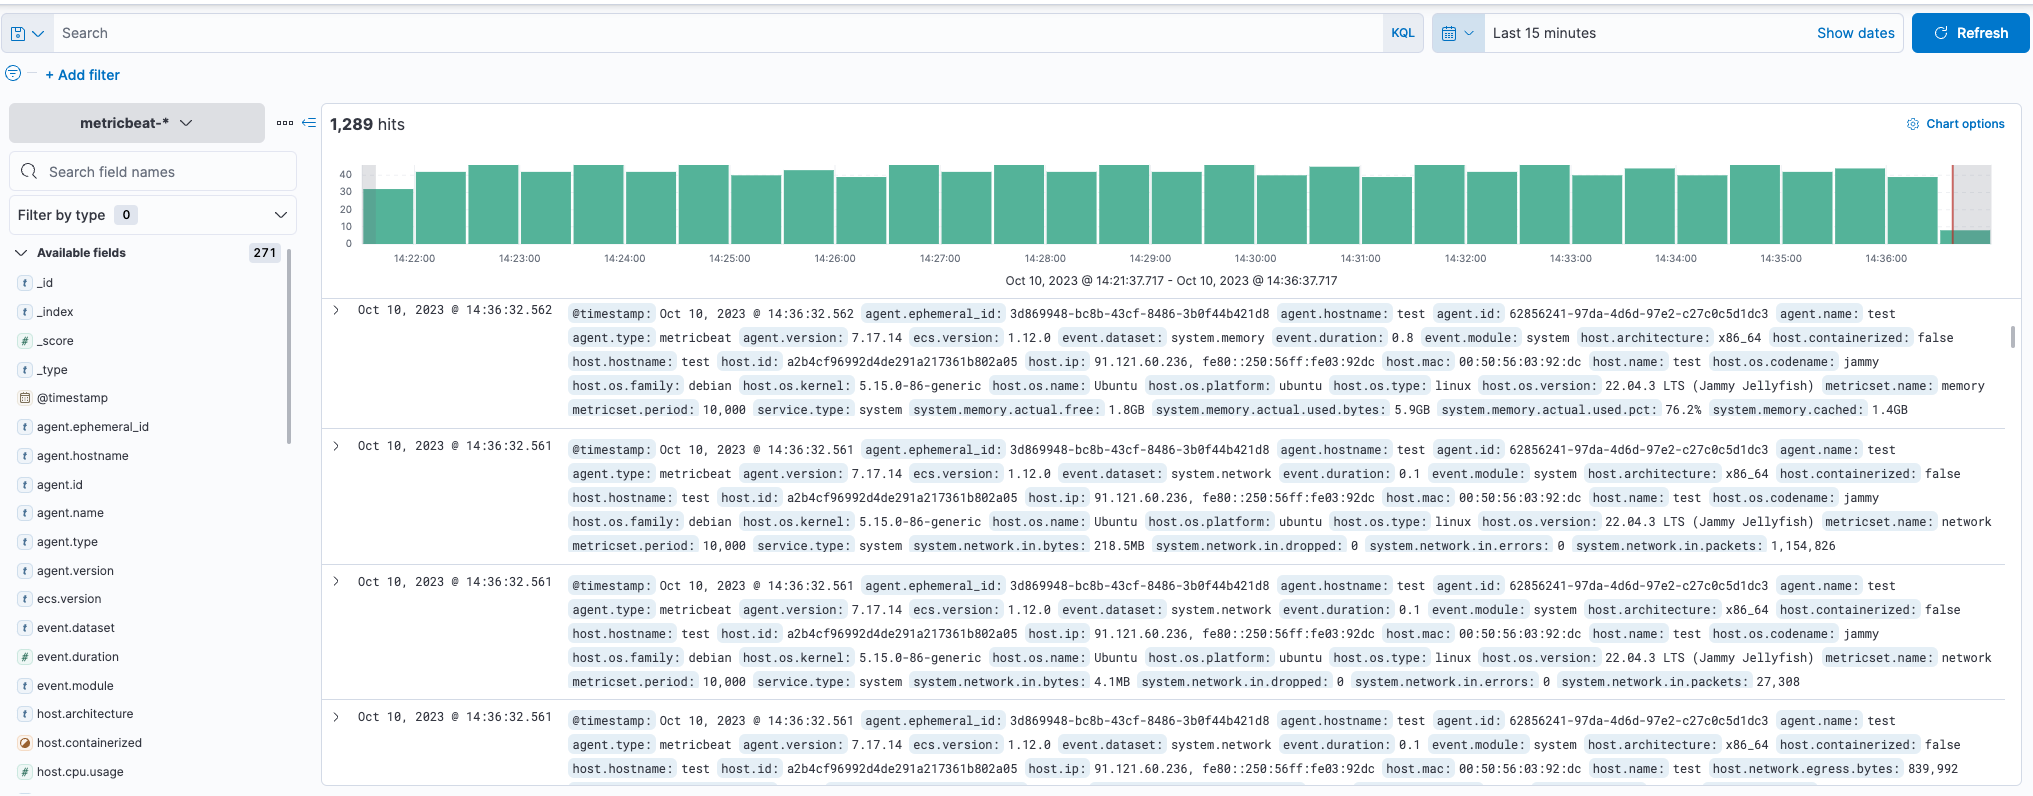 Search KQL Last 15 minutes Show dates Refresh
+ Add filter
metricbeat-*
Search field names
Filter by type 0
Available fields 271
t _id
t _index
# _score
t _type
@timestamp
t agent.ephemeral_id
t agent.hostname
t agent.id
t agent.name
t agent.type
t agent.version
t ecs.version
t event.dataset
# event.duration
t event.module
t host.architecture
host.containerized
# host.cpu.usage
1,289 hits
Chart options
40
30
20
10
0
14:22:00 14:23:00 14:24:00 14:25:00 14:26:00 14:27:00 14:28:00 14:29:00 14:30:00 14:31:00 14:32:00 14:33:00 14:34:00 14:35:00 14:36:00
Oct 10, 2023 @ 14:21:37.717 - Oct 10, 2023 @ 14:36:37.717
Oct 10, 2023 @ 14:36:32.562 @timestamp: Oct 10, 2023 @ 14:36:32.562 agent.ephemeral_id: 3d869948-bc8b-43cf-8486-3b0f44b421d8 agent.hostname: test agent.id: 62856241-97da-4d6d-97e2-c27c0c5d1dc3 agent.name: test
agent.type: metricbeat agent.version: 7.17.14 ecs.version: 1.12.0 event.dataset: system.memory event.duration: 0.8 event.module: system host.architecture: x86_64 host.containerized: false
host.hostname: test host.id: a2b4cf96992d4de291a217361b802a05 host.ip: 91.121.60.236, fe80::250:56ff:fe03:92dc host.mac: 00:50:56:03:92:dc host.name: test host.os.codename: jammy
host.os.family: debian host.os.kernel: 5.15.0-86-generic host.os.name: Ubuntu host.os.platform: ubuntu host.os.type: linux host.os.version: 22.04.3 LTS (Jammy Jellyfish) metricset.name: memory
metricset.period: 10,000 service.type: system system.memory.actual.free: 1.8GB system.memory.actual.used.bytes: 5.9GB system.memory.actual.used.pct: 76.2% system.memory.cached: 1.4GB
Oct 10, 2023 @ 14:36:32.561 @timestamp: Oct 10, 2023 @ 14:36:32.561 agent.ephemeral_id: 3d869948-bc8b-43cf-8486-3b0f44b421d8 agent.hostname: test agent.id: 62856241-97da-4d6d-97e2-c27c0c5d1dc3 agent.name: test
agent.type: metricbeat agent.version: 7.17.14 ecs.version: 1.12.0 event.dataset: system.network event.duration: 0.1 event.module: system host.architecture: x86_64 host.containerized: false
host.hostname: test host.id: a2b4cf96992d4de291a217361b802a05 host.ip: 91.121.60.236, fe80::250:56ff:fe03:92dc host.mac: 00:50:56:03:92:dc host.name: test host.os.codename: jammy
host.os.family: debian host.os.kernel: 5.15.0-86-generic host.os.name: Ubuntu host.os.platform: ubuntu host.os.type: linux host.os.version: 22.04.3 LTS (Jammy Jellyfish) metricset.name: network
metricset.period: 10,000 service.type: system system.network.in.bytes: 218.5MB system.network.in.dropped: 0 system.network.in.errors: 0 system.network.in.packets: 1,154,826
Oct 10, 2023 @ 14:36:32.561 @timestamp: Oct 10, 2023 @ 14:36:32.561 agent.ephemeral_id: 3d869948-bc8b-43cf-8486-3b0f44b421d8 agent.hostname: test agent.id: 62856241-97da-4d6d-97e2-c27c0c5d1dc3 agent.name: test
agent.type: metricbeat agent.version: 7.17.14 ecs.version: 1.12.0 event.dataset: system.network event.duration: 0.1 event.module: system host.architecture: x86_64 host.containerized: false
host.hostname: test host.id: a2b4cf96992d4de291a217361b802a05 host.ip: 91.121.60.236, fe80::250:56ff:fe03:92dc host.mac: 00:50:56:03:92:dc host.name: test host.os.codename: jammy
host.os.family: debian host.os.kernel: 5.15.0-86-generic host.os.name: Ubuntu host.os.platform: ubuntu host.os.type: linux host.os.version: 22.04.3 LTS (Jammy Jellyfish) metricset.name: network
metricset.period: 10,000 service.type: system system.network.in.bytes: 4.1MB system.network.in.dropped: 0 system.network.in.errors: 0 system.network.in.packets: 27,308
Oct 10, 2023 @ 14:36:32.561 @timestamp: Oct 10, 2023 @ 14:36:32.561 agent.ephemeral_id: 3d869948-bc8b-43cf-8486-3b0f44b421d8 agent.hostname: test agent.id: 62856241-97da-4d6d-97e2-c27c0c5d1dc3 agent.name: test
agent.type: metricbeat agent.version: 7.17.14 ecs.version: 1.12.0 event.dataset: system.network event.duration: 0.1 event.module: system host.architecture: x86_64 host.containerized: false
host.hostname: test host.id: a2b4cf96992d4de291a217361b802a05 host.ip: 91.121.60.236, fe80::250:56ff:fe03:92dc host.mac: 00:50:56:03:92:dc host.name: test host.network.egress.bytes: 839,992